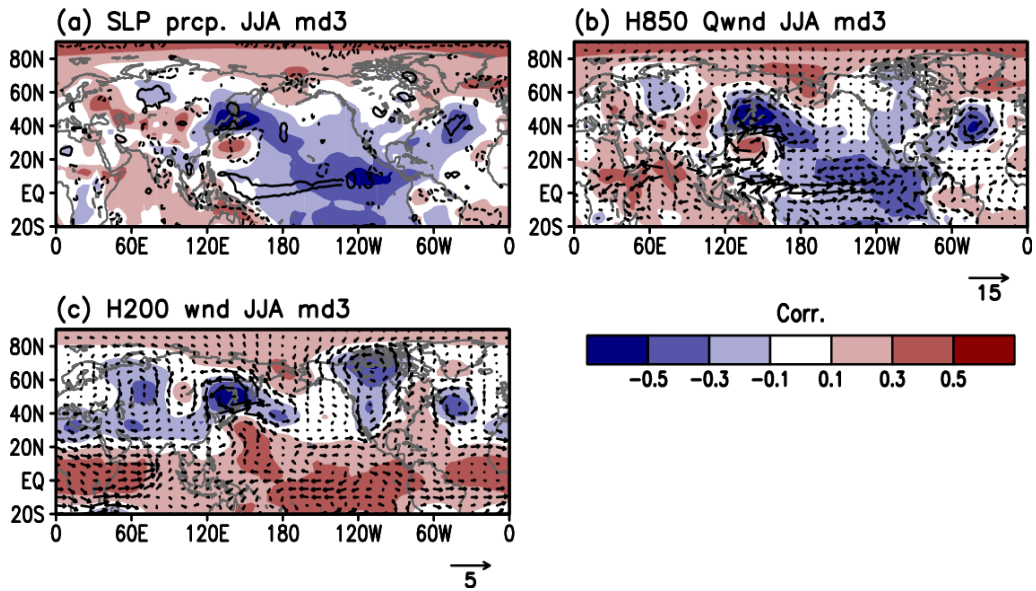 (a) SLP prcp. JJA md3
80N
60N
40N
20N
EQ
20S
0 60E 120E 180 120W 60W 0
(b) H850 Qwnd JJA md3
80N
60N
40N
20N
EQ
20S
0 60E 120E 180 120W 60W 0
15
(c) H200 wnd JJA md3
80N
60N
40N
20N
EQ
20S
0 60E 120E 180 120W 60W 0
5
Corr.
−0.5 −0.3 −0.1 0.1 0.3 0.5